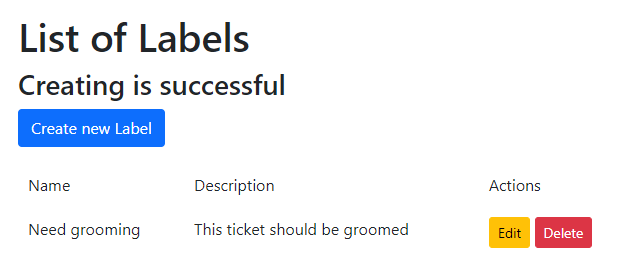 List of Labels
Creating is successful
Create new Label
Name Description Actions
Need grooming This ticket should be groomed Edit Delete